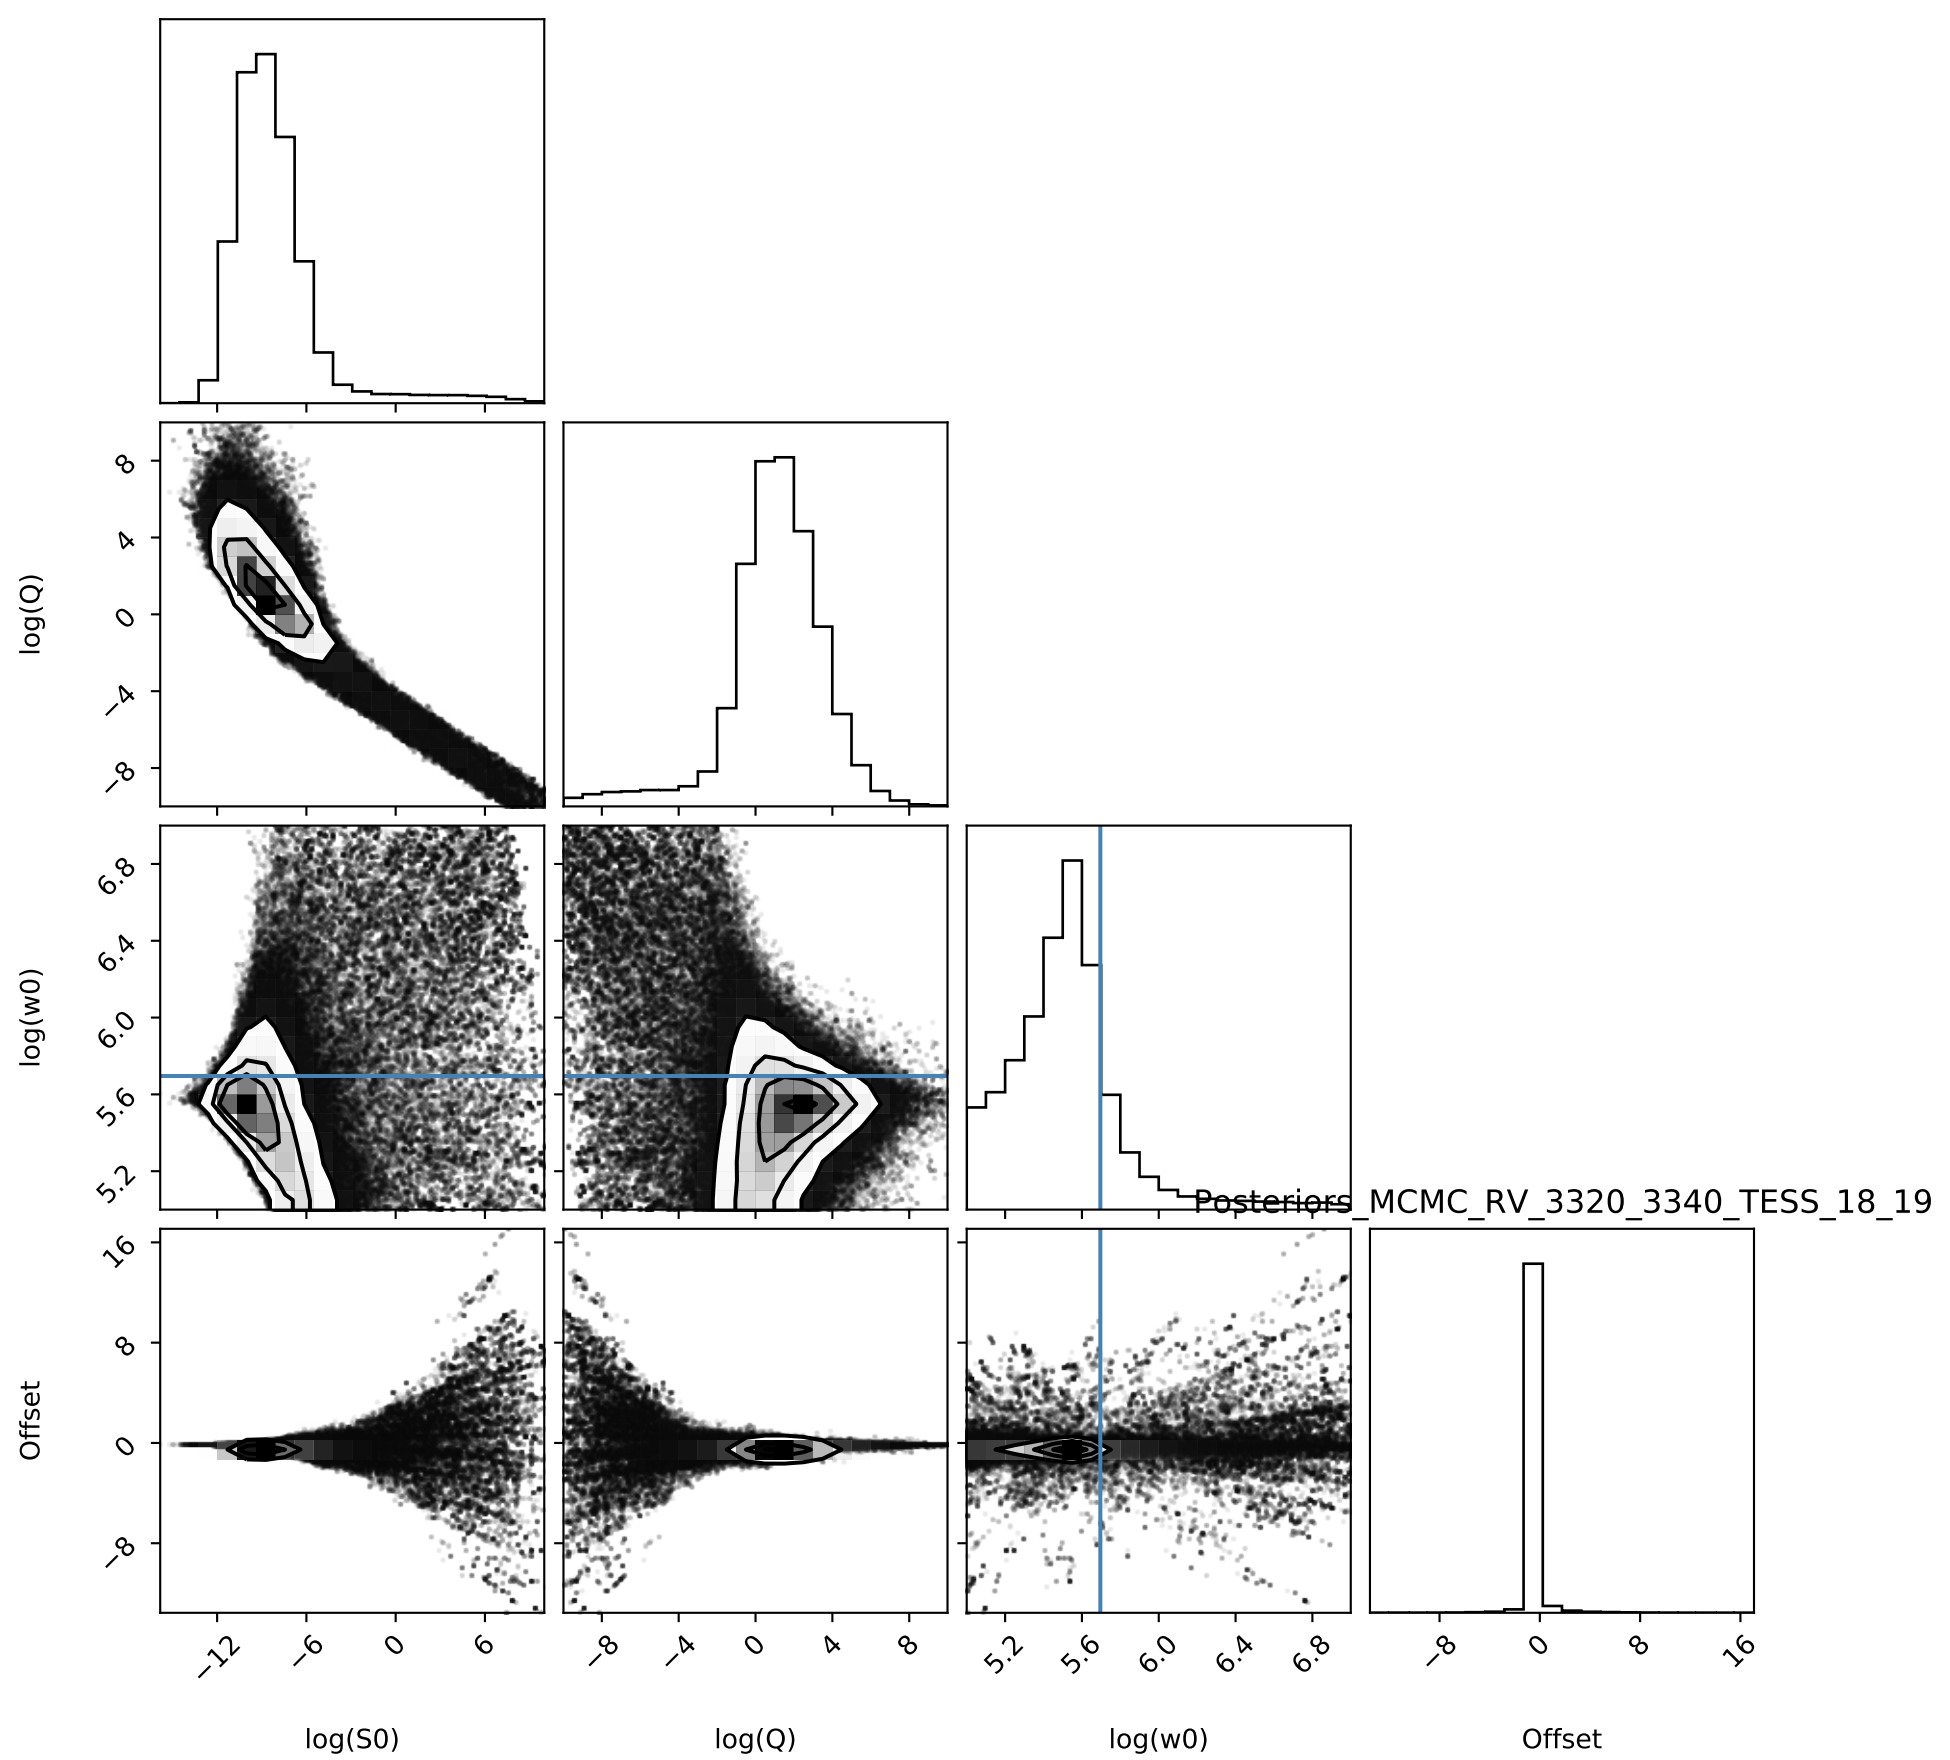 log(Q)
8
4
0
−4
−8
log(w0)
6.8
6.4
6.0
5.6
5.2
Posteriors_MCMC_RV_3320_3340_TESS_18_19
Offset
16
8
0
−8
−12 −6 0 6
−8 −4 0 4 8
5.2 5.6 6.0 6.4 6.8
−8 0 8 16
log(S0) log(Q) log(w0) Offset